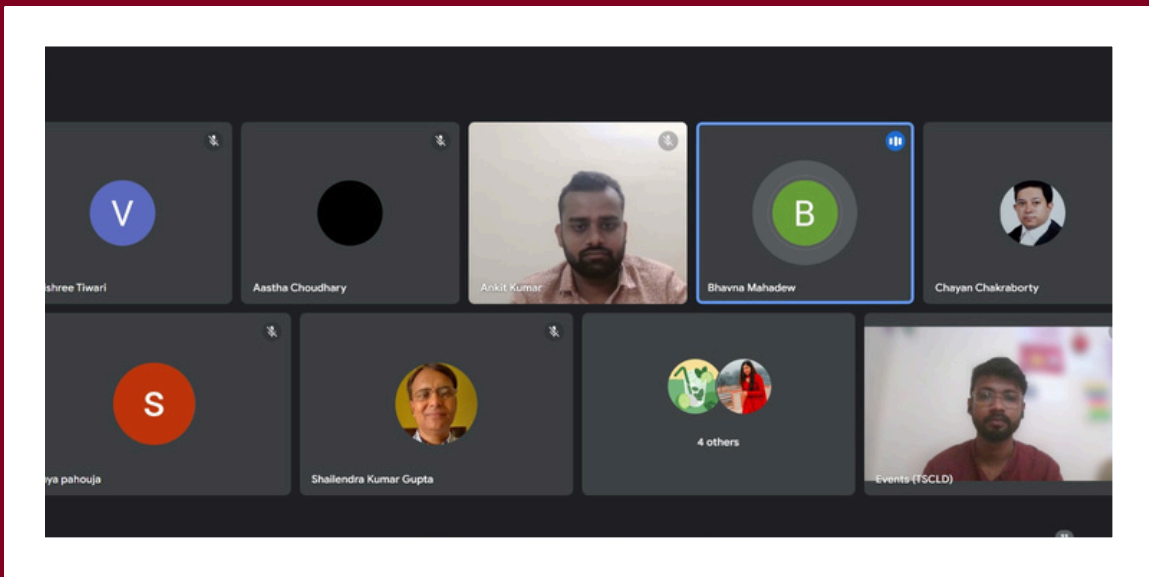 V
ishree Tiwari
Aastha Choudhary
Ankit Kumar
B
Bhavna Mahadew
Chayan Chakraborty
S
ya pahouja
Shailendra Kumar Gupta
4 others
Events (TSCLD)